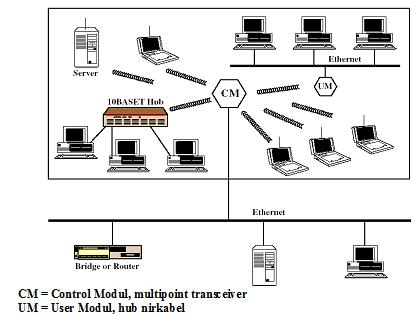 Ethernet
Server
UM
CM
10BASET Hub
Ethernet
Bridge or Router
CM = Control Modul, multipoint transceiver
UM = User Modul, hub nirkabel